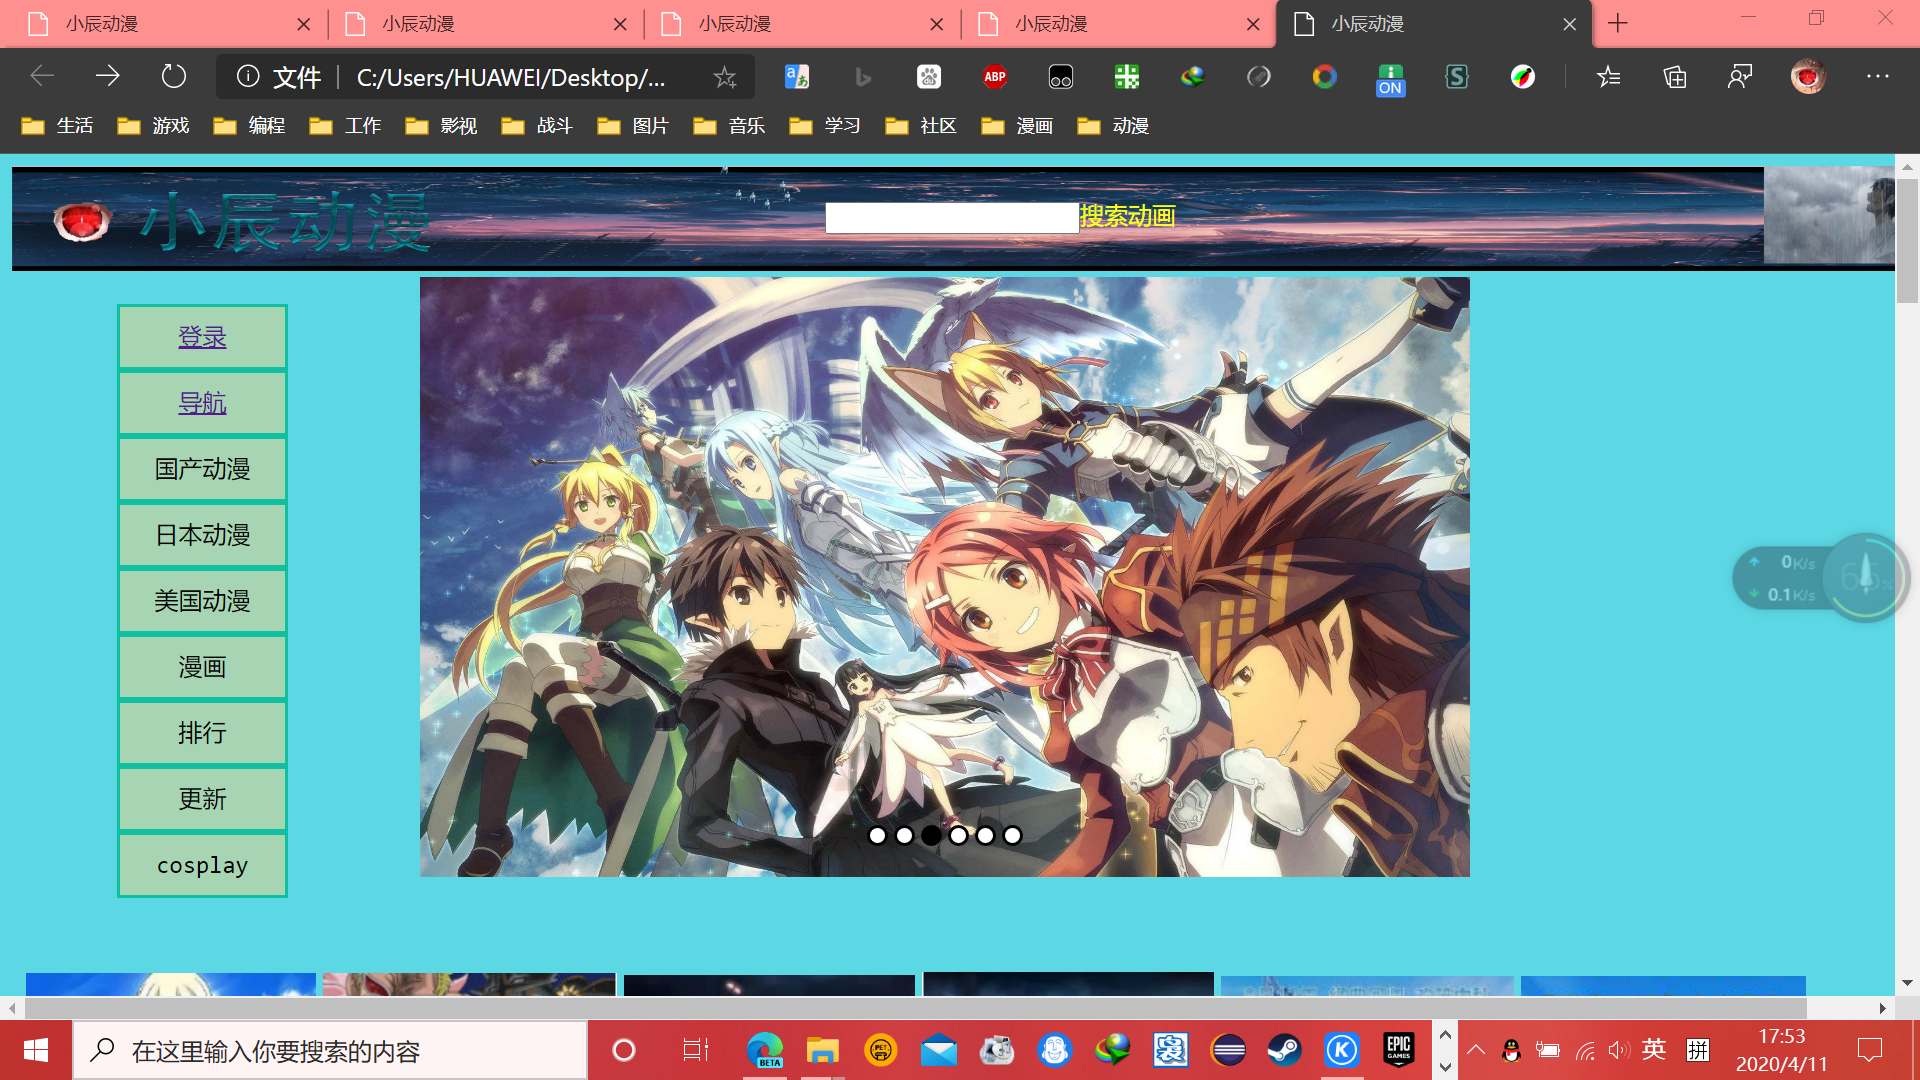 小辰动漫
小辰动漫
小辰动漫
小辰动漫
小辰动漫
文件 C:/Users/HUAWEI/Desktop/...
ABP
ON
生活 游戏 编程 工作 影视 战斗 图片 音乐 学习 社区 漫画 动漫
小辰动漫
搜索动画
登录
导航
国产动漫
日本动漫
美国动漫
漫画
排行
更新
cosplay
0K/s
0.1K/s
在这里输入你要搜索的内容
BETA
PET
EPIC
GAMES
英
拼
17:53
2020/4/11